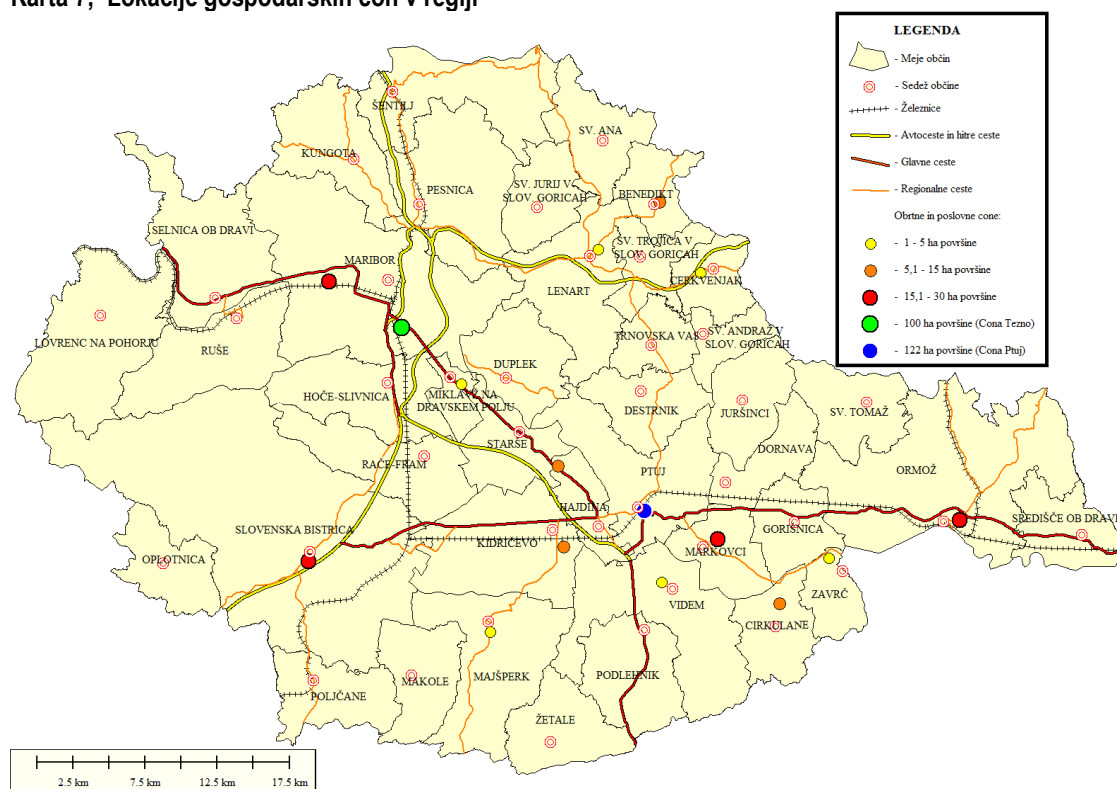 Karta 7, Lokacije gospodarskih con v regiji
LEGENDA
- Meje občin
- Sedež občine
- Železnice
- Avtoceste in hitre ceste
- Glavne ceste
- Regionalne ceste
Obrtne in poslovne cone:
- 1 - 5 ha površine
- 5,1 - 15 ha površine
- 15,1 - 30 ha površine
- 100 ha površine (Cona Tezno)
- 122 ha površine (Cona Ptuj)
ŠENTILJ
SV. ANA
KUNGOTA
PESNICA
SV. JURIJ V
SLOV. GORICAH
BENEDIKT
SELNICA OB DRAVI
SV. TROJICA V
SLOV. GORICAH
MARIBOR
CERKVENJAK
LENART
LOVRENC NA POHORJU
RUŠE
TRNOVSKA VAS
SV. ANDRAŽ V
SLOV. GORICAH
DUPLEK
HOČE-SLIVNICA
MIKLAVŽ NA
DRAVSKEM POLJU
DESTRNIK
JURŠINCI
SV. TOMAŽ
STARŠE
DORNAVA
RAČE-FRAM
PTUJ
ORMOŽ
HAJDINA
SLOVENSKA BISTRICA
GORIŠNICA
SREDIŠČE OB DRAVI
KIDRIČEVO
MARKOVCI
OPLOTNICA
VIDEM
ZAVRČ
CIRKULANE
MAJŠPERK
PODLEHNIK
MAKOLE
POLJČANE
ŽETALE
2.5 km 7.5 km 12.5 km 17.5 km